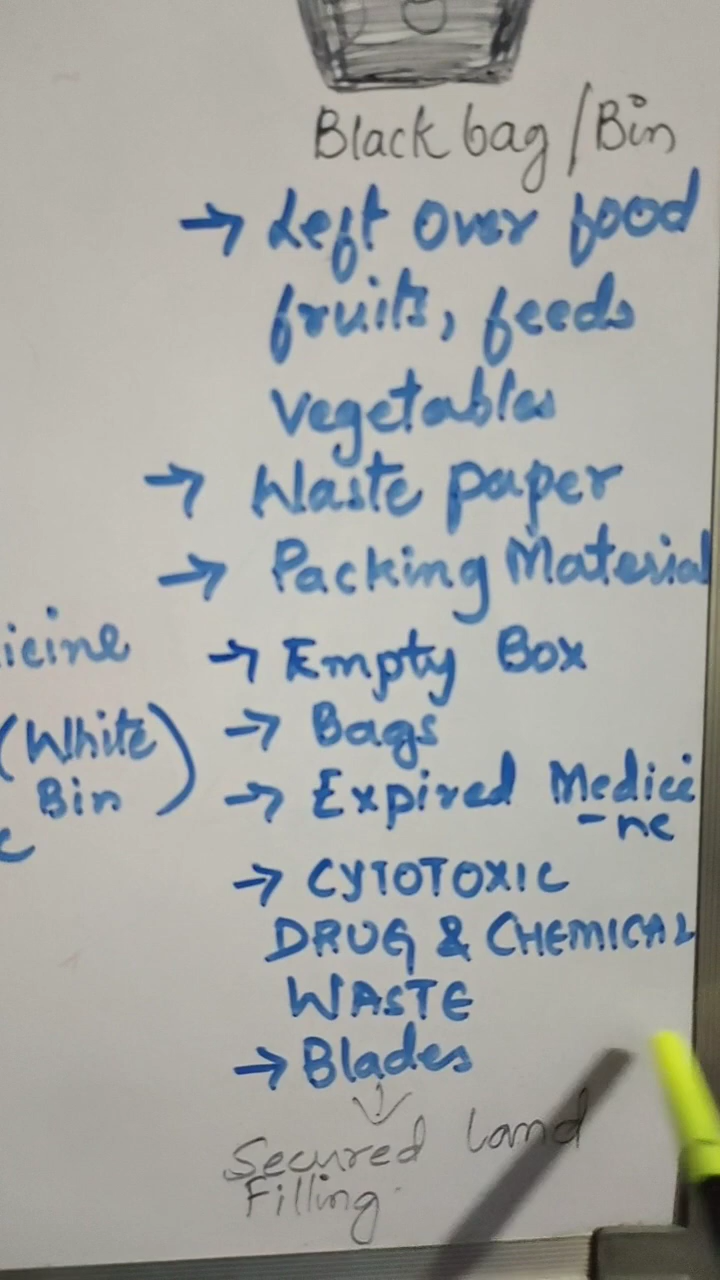 Black bag / Bin
→ Left over food
fruits, feeds
vegetables
→ Waste paper
→ Packing Material
icine
→ Empty Box
(White
Bin)
→ Bags
→ Expired Medici
-ne
→ CYTOTOXIC
DRUG & CHEMICAL
WASTE
→ Blades
Secured Land
Filling.